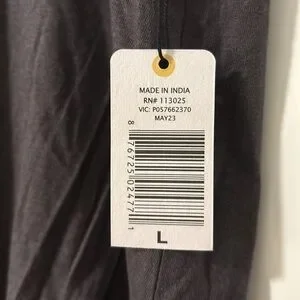 MADE IN INDIA
RN# 113025
VIC: P057662370
MAY23
8 76725 02477 1
L